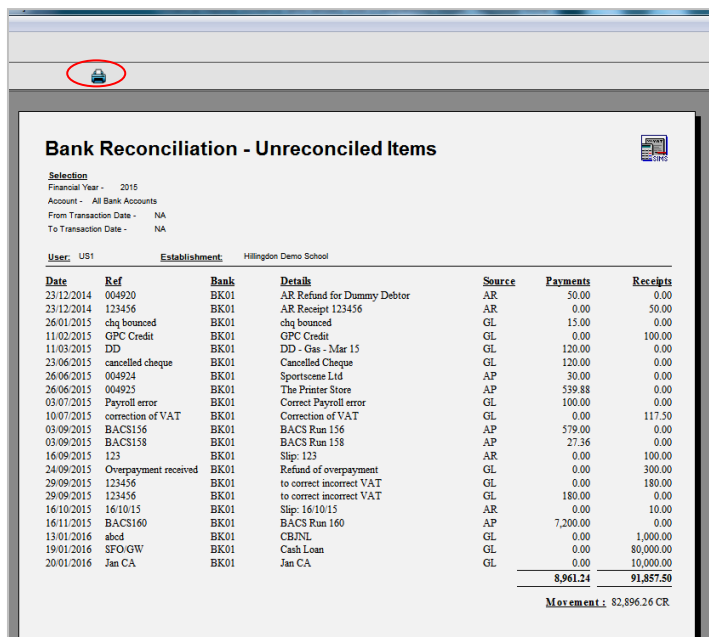 Bank Reconciliation - Unreconciled Items
SIMS
Selection
Financial Year - 2015
Account - All Bank Accounts
From Transaction Date - NA
To Transaction Date - NA
User: US1 Establishment: Hillingdon Demo School
Date Ref Bank Details Source Payments Receipts
23/12/2014 004920 BK01 AR Refund for Dummy Debtor AR 50.00 0.00
23/12/2014 123456 BK01 AR Receipt 123456 AR 0.00 50.00
26/01/2015 chq bounced BK01 chq bounced GL 15.00 0.00
11/02/2015 GPC Credit BK01 GPC Credit GL 0.00 100.00
11/03/2015 DD BK01 DD - Gas - Mar 15 GL 120.00 0.00
23/06/2015 cancelled cheque BK01 Cancelled Cheque GL 120.00 0.00
26/06/2015 004924 BK01 Sportscene Ltd AP 30.00 0.00
26/06/2015 004925 BK01 The Printer Store AP 539.88 0.00
03/07/2015 Payroll error BK01 Correct Payroll error GL 100.00 0.00
10/07/2015 correction of VAT BK01 Correction of VAT GL 0.00 117.50
03/09/2015 BACS156 BK01 BACS Run 156 AP 579.00 0.00
03/09/2015 BACS158 BK01 BACS Run 158 AP 27.36 0.00
16/09/2015 123 BK01 Slip: 123 AR 0.00 100.00
24/09/2015 Overpayment received BK01 Refund of overpayment GL 0.00 300.00
29/09/2015 123456 BK01 to correct incorrect VAT GL 0.00 180.00
29/09/2015 123456 BK01 to correct incorrect VAT GL 180.00 0.00
16/10/2015 16/10/15 BK01 Slip: 16/10/15 AR 0.00 10.00
16/11/2015 BACS160 BK01 BACS Run 160 AP 7,200.00 0.00
13/01/2016 abcd BK01 CBJNL GL 0.00 1,000.00
19/01/2016 SFO/GW BK01 Cash Loan GL 0.00 80,000.00
20/01/2016 Jan CA BK01 Jan CA GL 0.00 10,000.00
8,961.24 91,857.50
Movement : 82,896.26 CR